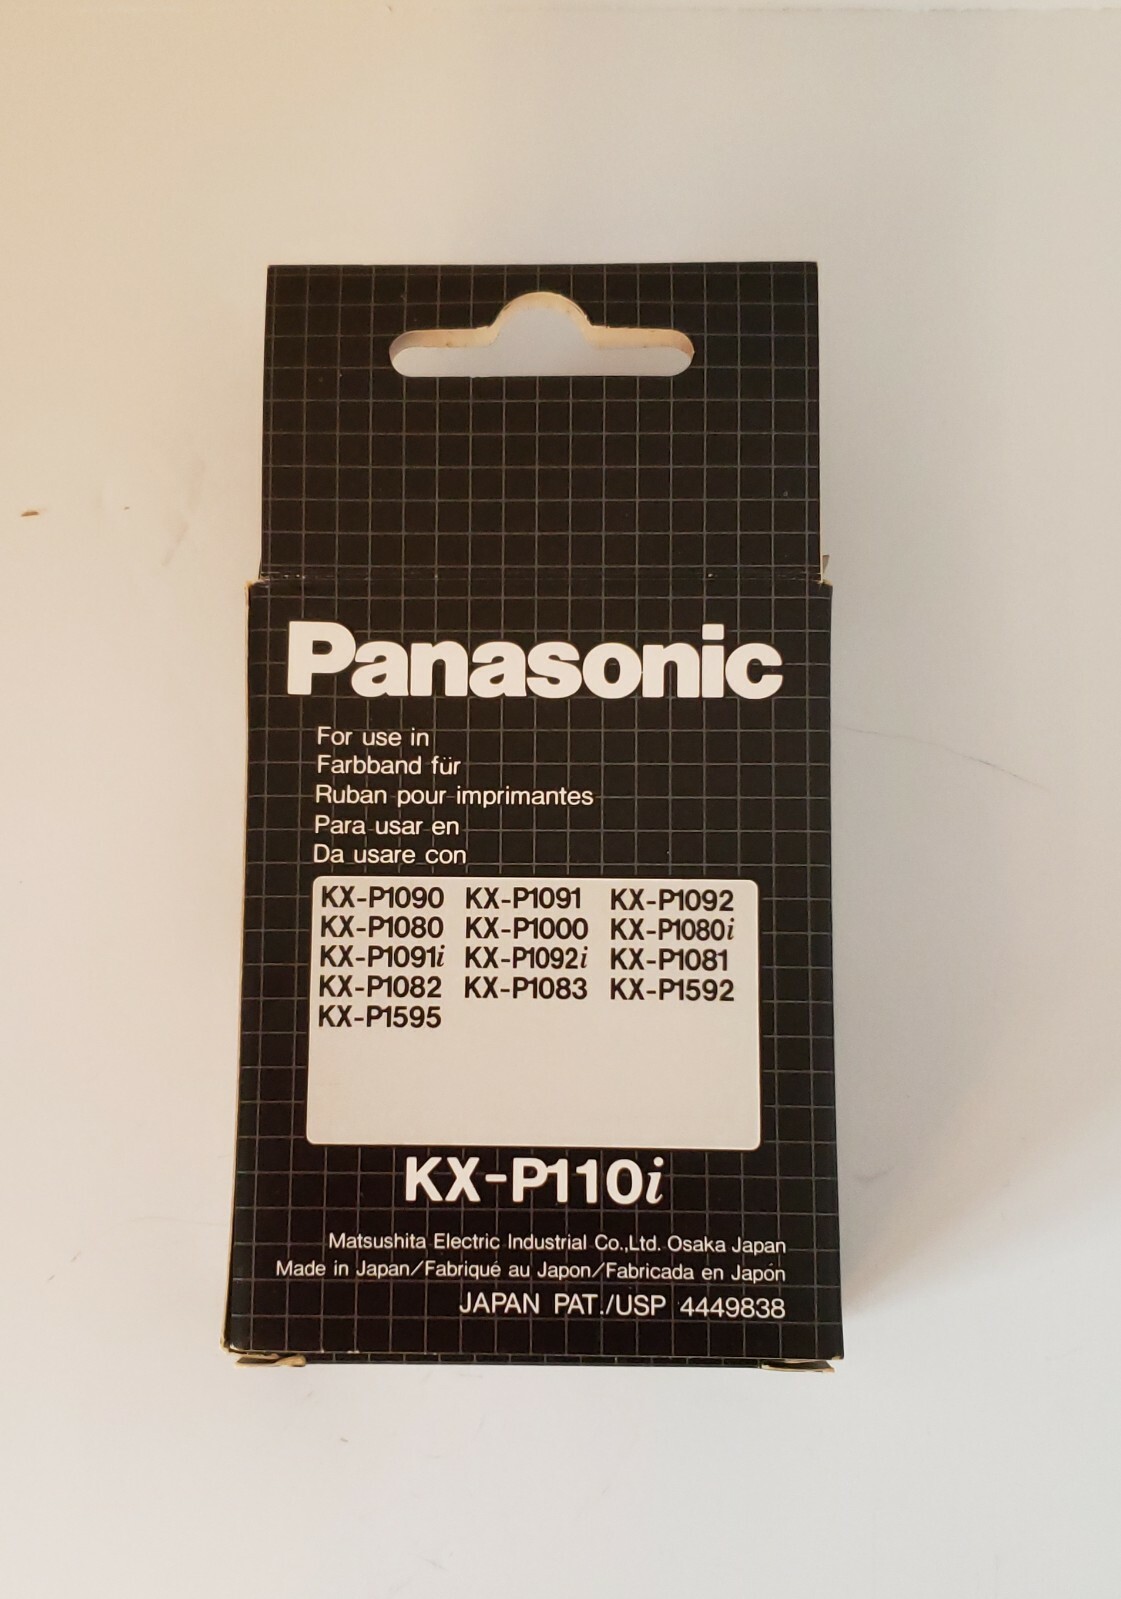 Panasonic
For use in
Farbband für
Ruban pour imprimantes
Para usar en
Da usare con
KX-P1090 KX-P1091 KX-P1092
KX-P1080 KX-P1000 KX-P1080i
KX-P1091i KX-P1092i KX-P1081
KX-P1082 KX-P1083 KX-P1592
KX-P1595
KX-P110i
Matsushita Electric Industrial Co.,Ltd. Osaka Japan
Made in Japan/Fabriqué au Japon/Fabricada en Japón
JAPAN PAT./USP 4449838